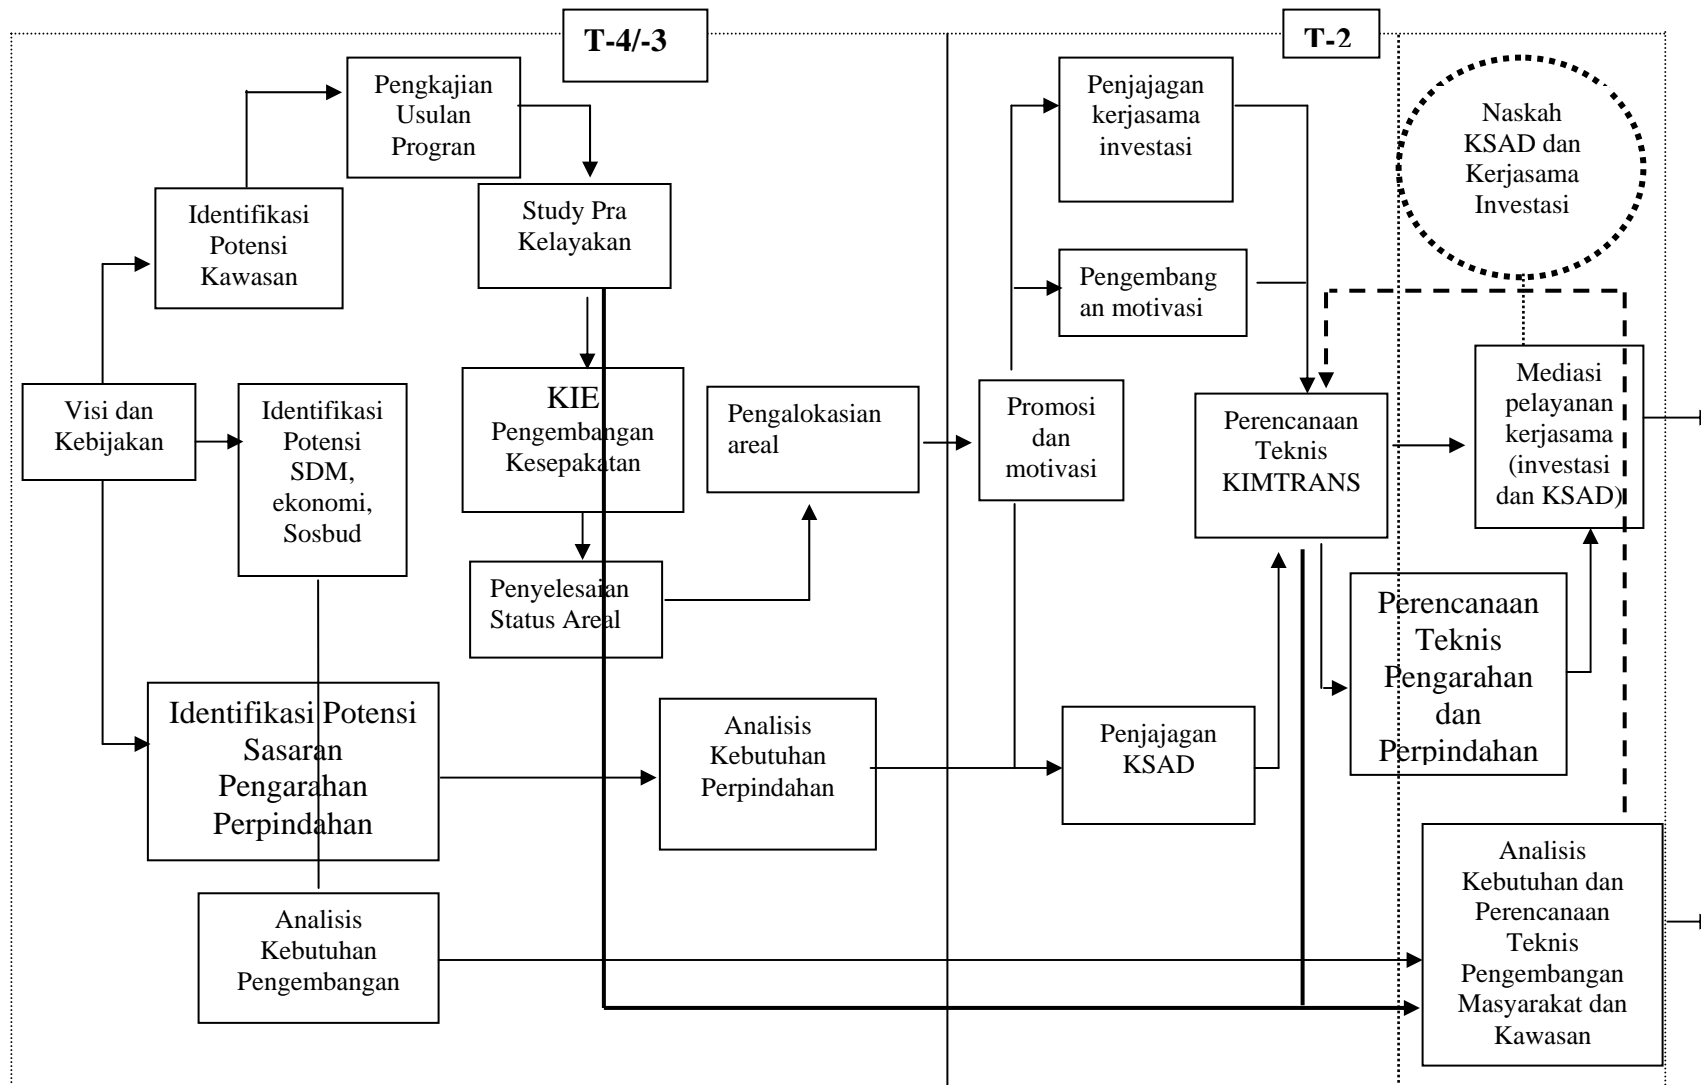 T-4/-3
T-2
Pengkajian
Usulan
Progran
Penjajagan
kerjasama
investasi
Naskah
KSAD dan
Kerjasama
Investasi
Identifikasi
Potensi
Kawasan
Study Pra
Kelayakan
Pengembang
an motivasi
Visi dan
Kebijakan
Identifikasi
Potensi
SDM,
ekonomi,
Sosbud
KIE
Pengembangan
Kesepakatan
Pengalokasian
areal
Promosi
dan
motivasi
Perencanaan
Teknis
KIMTRANS
Mediasi
pelayanan
kerjasama
(investasi
dan KSAD)
Penyelesaian
Status Areal
Perencanaan
Teknis
Pengarahan
dan
Perpindahan
Identifikasi Potensi
Sasaran
Pengarahan
Perpindahan
Analisis
Kebutuhan
Perpindahan
Penjajagan
KSAD
Analisis
Kebutuhan
Pengembangan
Analisis
Kebutuhan dan
Perencanaan
Teknis
Pengembangan
Masyarakat dan
Kawasan